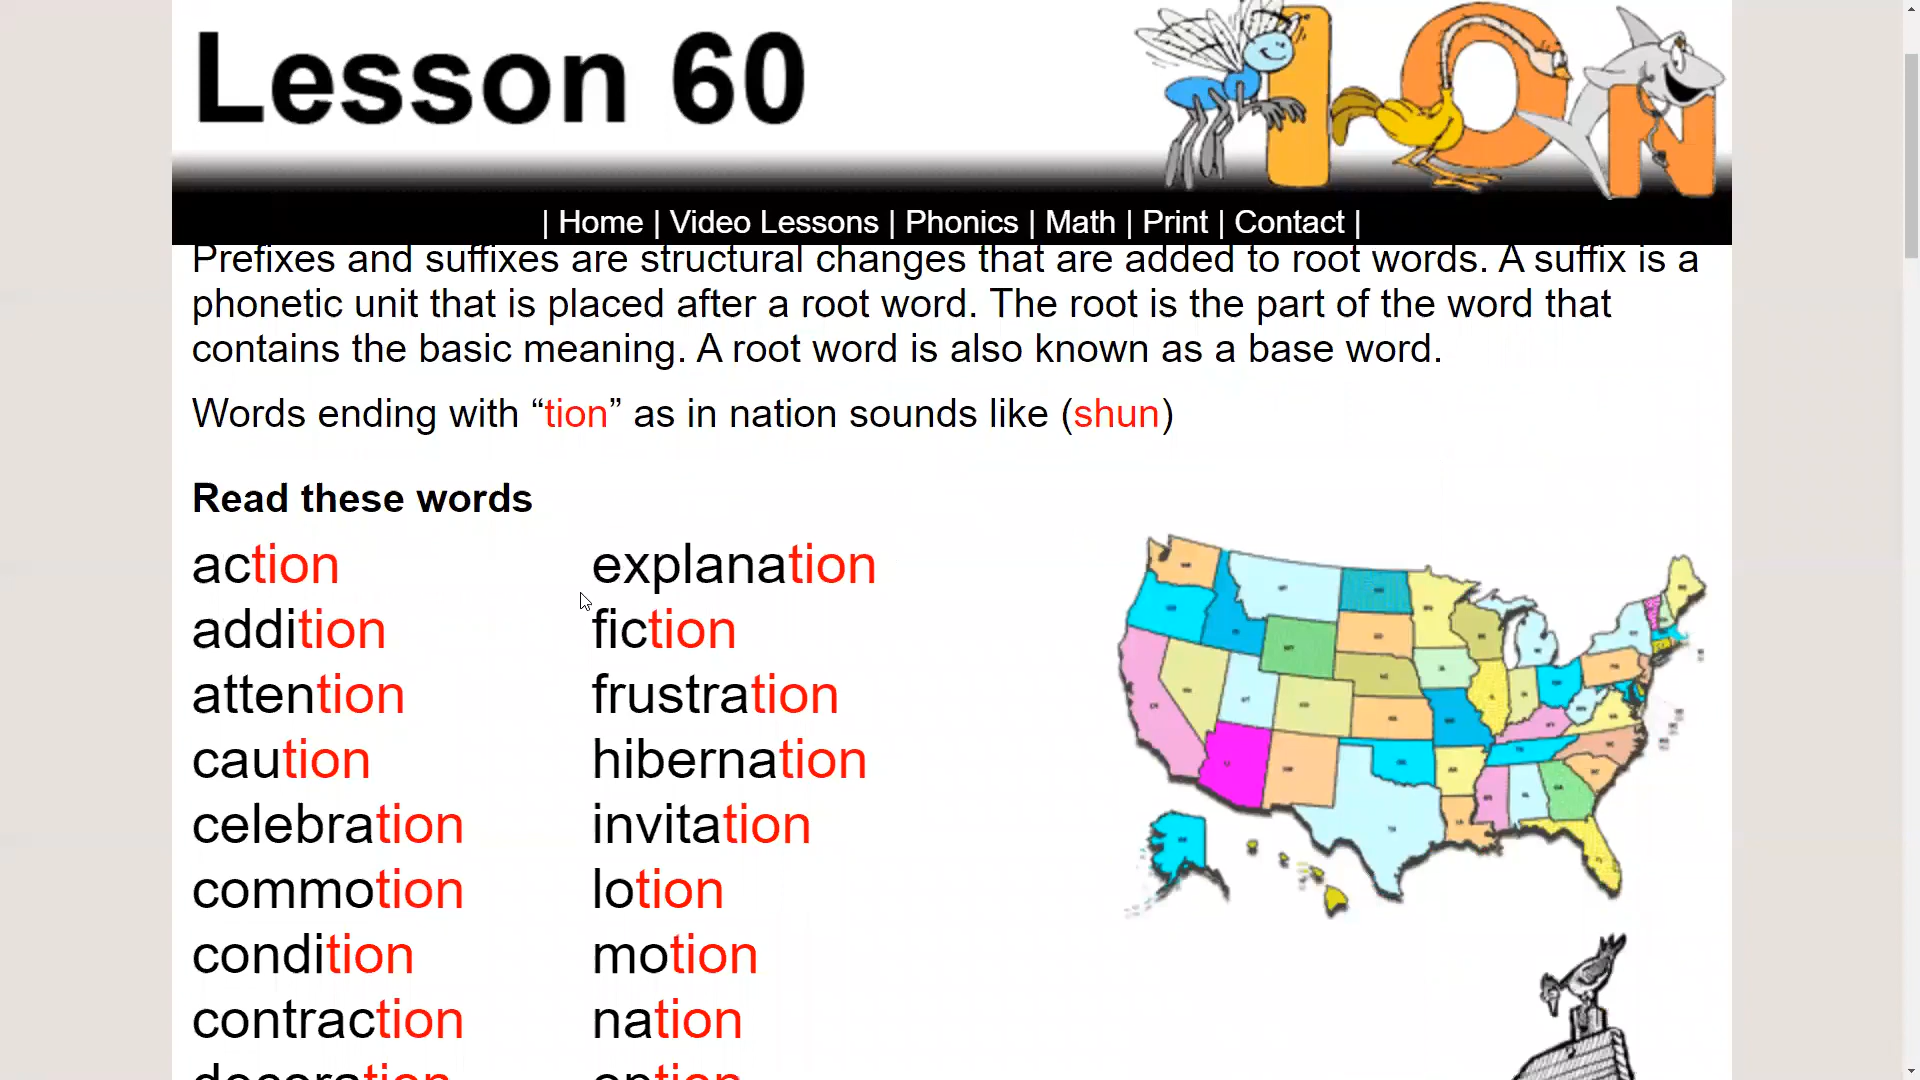 Lesson 60
ION
| Home | Video Lessons | Phonics | Math | Print | Contact |
Prefixes and suffixes are structural changes that are added to root words. A suffix is a
phonetic unit that is placed after a root word. The root is the part of the word that
contains the basic meaning. A root word is also known as a base word.
Words ending with “tion” as in nation sounds like (shun)
Read these words
action
addition
attention
caution
celebration
commotion
condition
contraction
explanation
fiction
frustration
hibernation
invitation
lotion
motion
nation